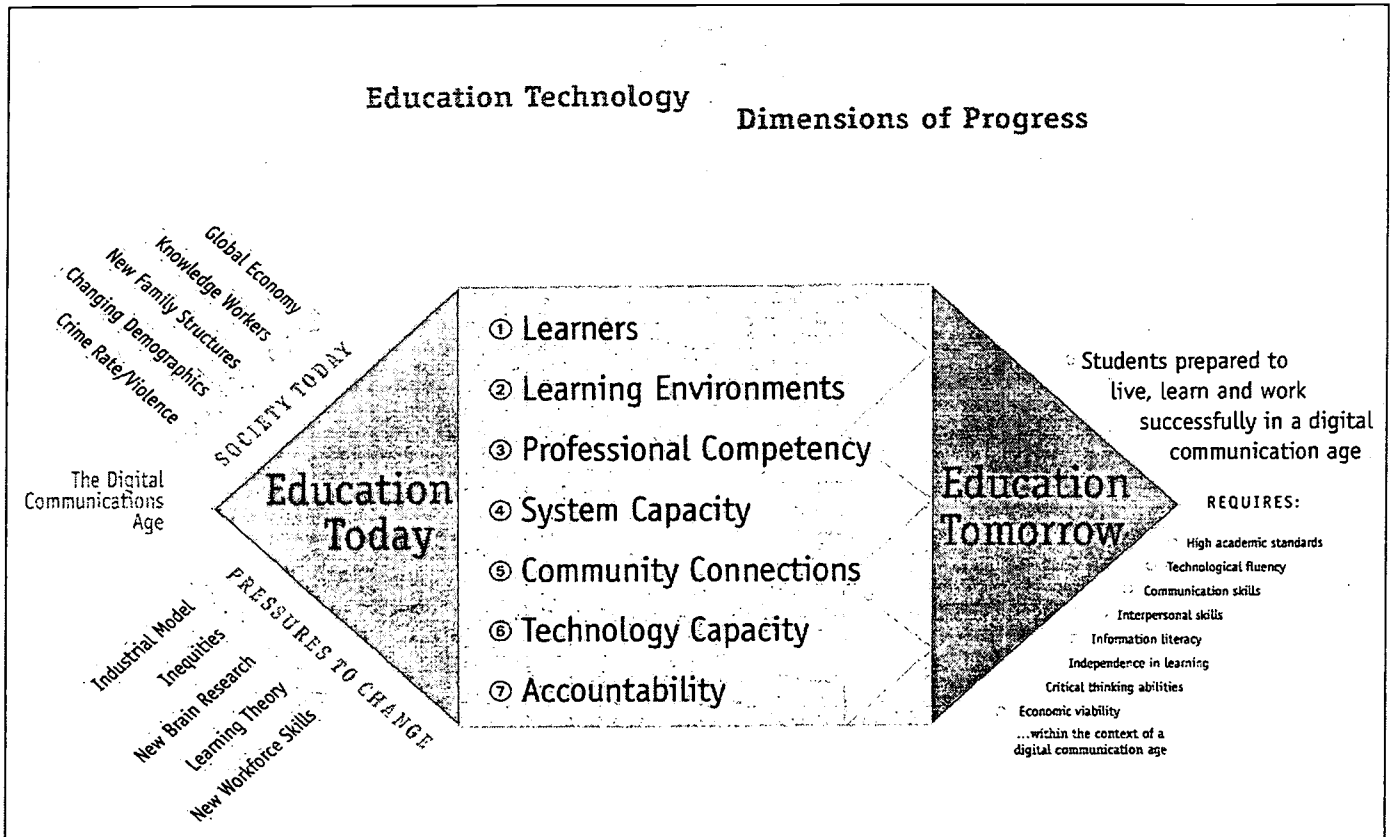 Education Technology
Dimensions of Progress
Global Economy
Knowledge Workers
New Family Structures
Changing Demographics
Crime Rate/Violence
SOCIETY TODAY
The Digital
Communications
Age
Education
Today
PRESSURES TO CHANGE
Industrial Model
Inequities
New Brain Research
Learning Theory
New Workforce Skills
① Learners
② Learning Environments
③ Professional Competency
④ System Capacity
⑤ Community Connections
⑥ Technology Capacity
⑦ Accountability
Education
Tomorrow
Students prepared to
live, learn and work
successfully in a digital
communication age
REQUIRES:
High academic standards
Technological fluency
Communication skills
Interpersonal skills
Information literacy
Independence in learning
Critical thinking abilities
Economic viability
...within the context of a
digital communication age